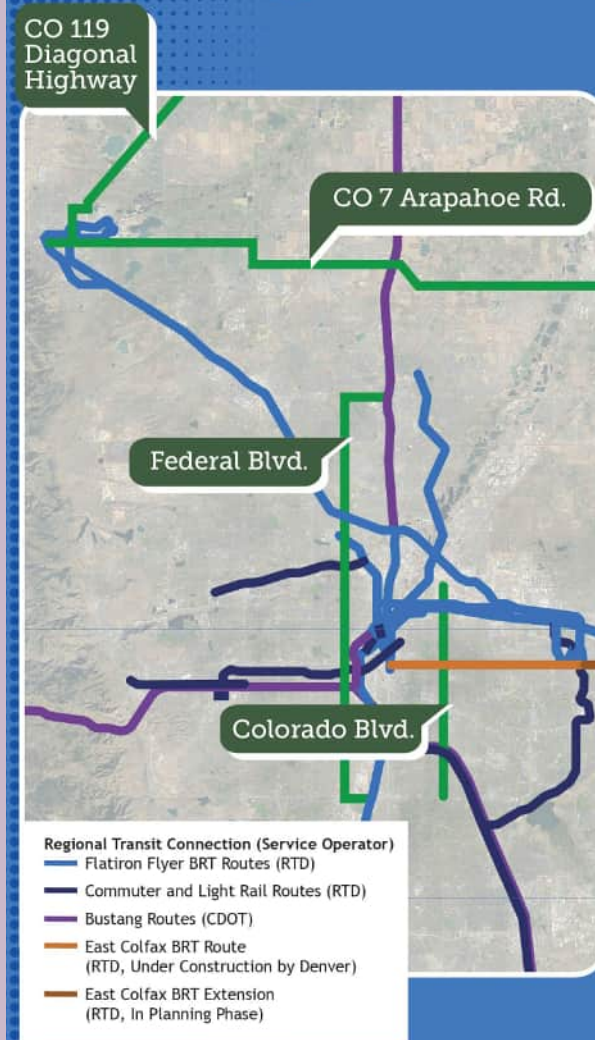 CO 119
Diagonal
Highway
CO 7 Arapahoe Rd.
Federal Blvd.
Colorado Blvd.
Regional Transit Connection (Service Operator)
Flatiron Flyer BRT Routes (RTD)
Commuter and Light Rail Routes (RTD)
Bustang Routes (CDOT)
East Colfax BRT Route
(RTD, Under Construction by Denver)
East Colfax BRT Extension
(RTD, In Planning Phase)